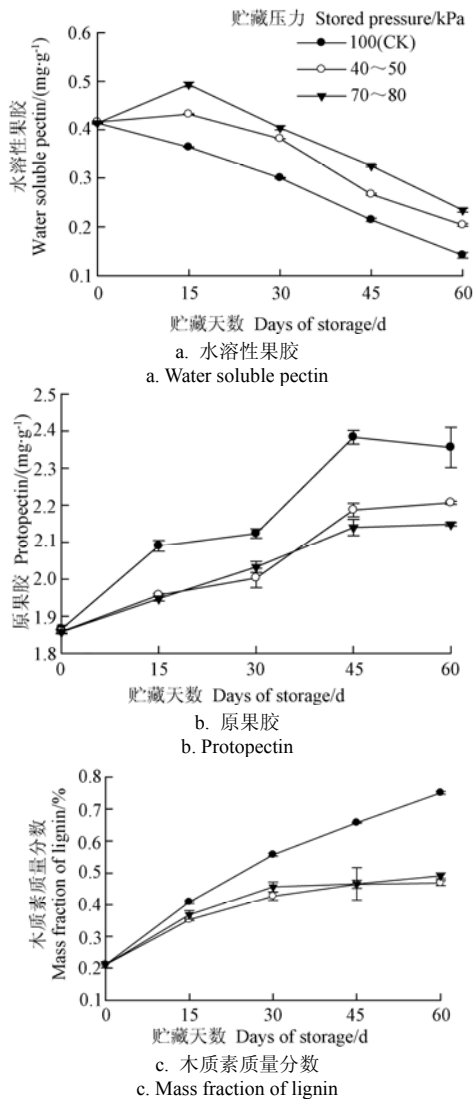 贮藏压力 Stored pressure/kPa
100(CK)
40～50
70～80
水溶性果胶
Water soluble pectin/(mg·g⁻¹)
0.6
0.5
0.4
0.3
0.2
0.1
0 15 30 45 60
贮藏天数 Days of storage/d
a. 水溶性果胶
a. Water soluble pectin
原果胶 Protopectin/(mg·g⁻¹)
2.5
2.4
2.3
2.2
2.1
2.0
1.9
1.8
0 15 30 45 60
贮藏天数 Days of storage/d
b. 原果胶
b. Protopectin
木质素质量分数
Mass fraction of lignin/%
0.8
0.7
0.6
0.5
0.4
0.3
0.2
0.1
0 15 30 45 60
贮藏天数 Days of storage/d
c. 木质素质量分数
c. Mass fraction of lignin